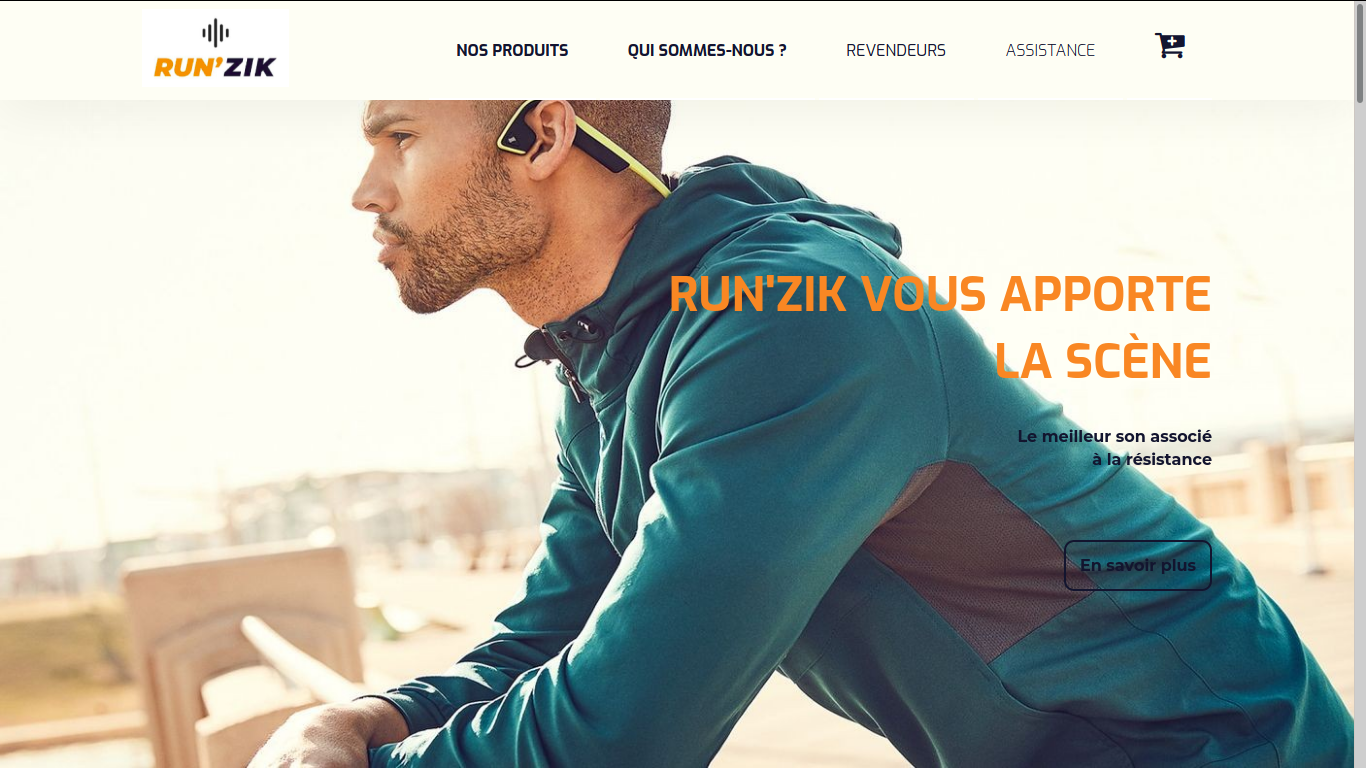 RUN'ZIK
NOS PRODUITS
QUI SOMMES-NOUS ?
REVENDEURS
ASSISTANCE
RUN'ZIK VOUS APPORTE
LA SCÈNE
Le meilleur son associé
à la résistance
En savoir plus